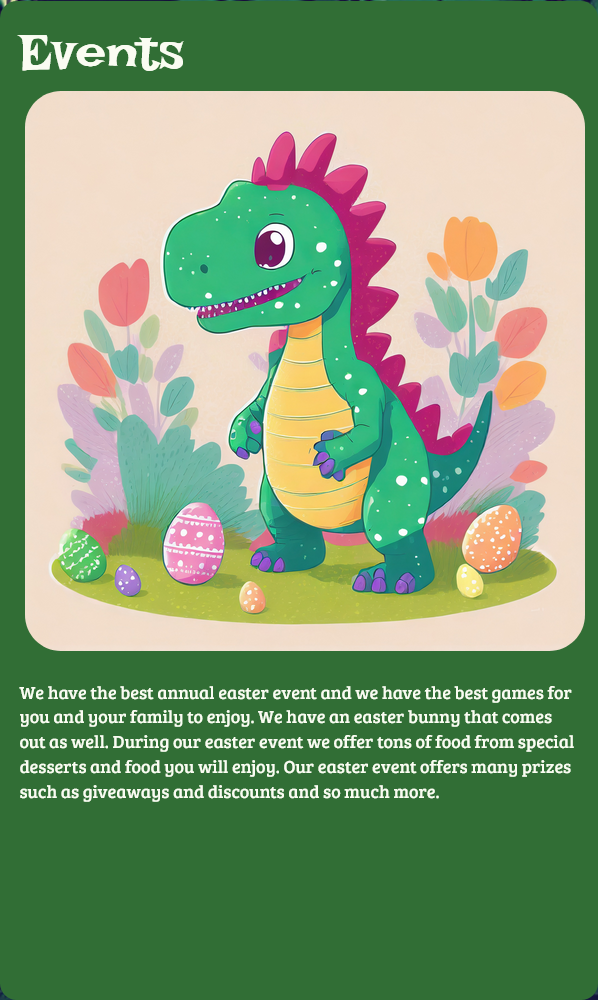 Events
We have the best annual easter event and we have the best games for
you and your family to enjoy. We have an easter bunny that comes
out as well. During our easter event we offer tons of food from special
desserts and food you will enjoy. Our easter event offers many prizes
such as giveaways and discounts and so much more.